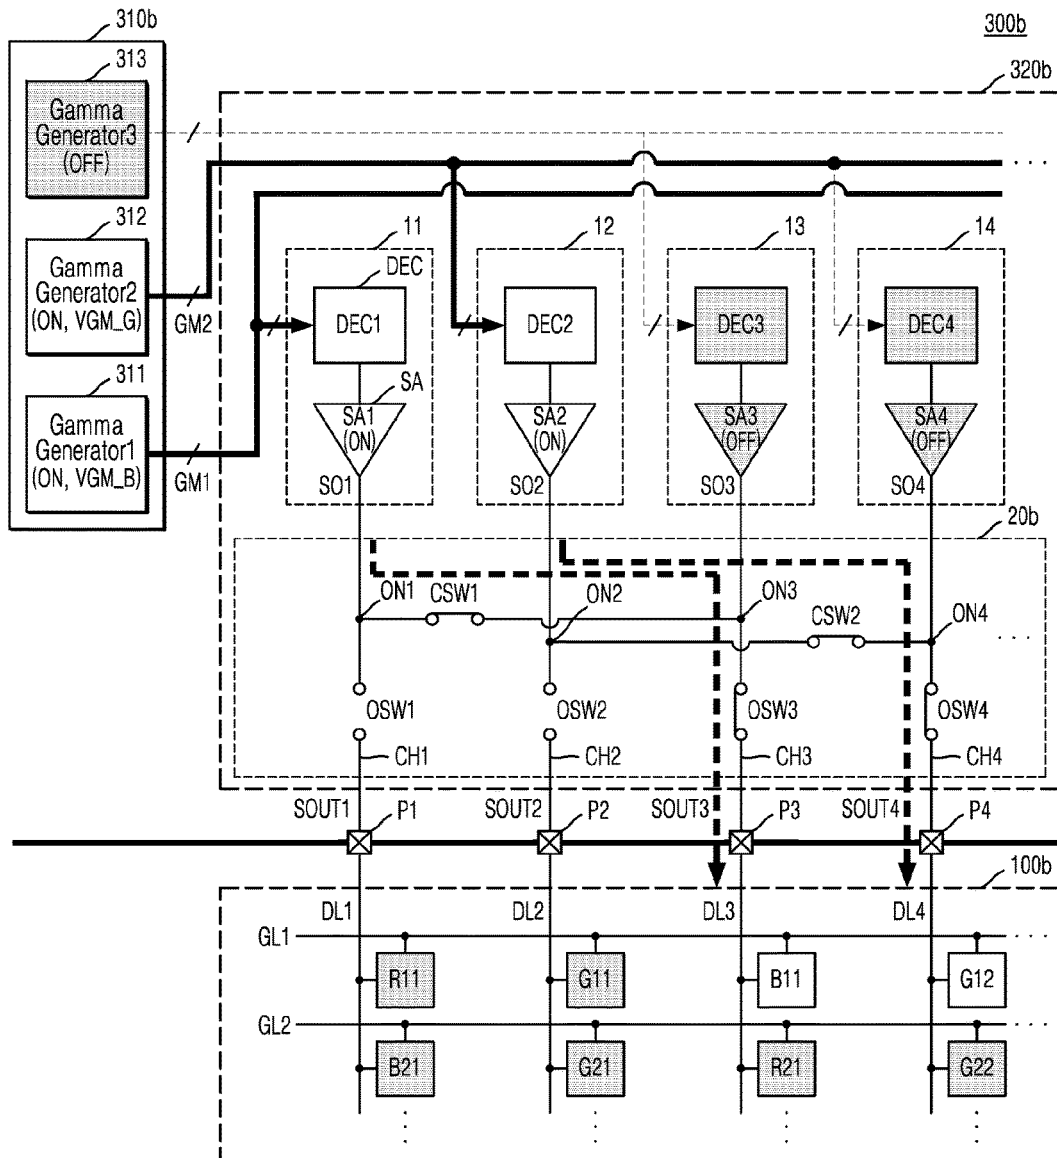 310b
300b
313
320b
Gamma
Generator3
(OFF)
312
11
12
13
14
Gamma
Generator2
(ON, VGM_G)
GM2
DEC
DEC1
DEC2
DEC3
DEC4
311
SA
Gamma
Generator1
(ON, VGM_B)
GM1
SA1
(ON)
SA2
(ON)
SA3
(OFF)
SA4
(OFF)
SO1
SO2
SO3
SO4
20b
ON1
CSW1
ON2
ON3
CSW2
ON4
. . .
OSW1
OSW2
OSW3
OSW4
CH1
CH2
CH3
CH4
SOUT1
P1
SOUT2
P2
SOUT3
P3
SOUT4
P4
100b
DL1
DL2
DL3
DL4
GL1
R11
G11
B11
G12
GL2
B21
G21
R21
G22